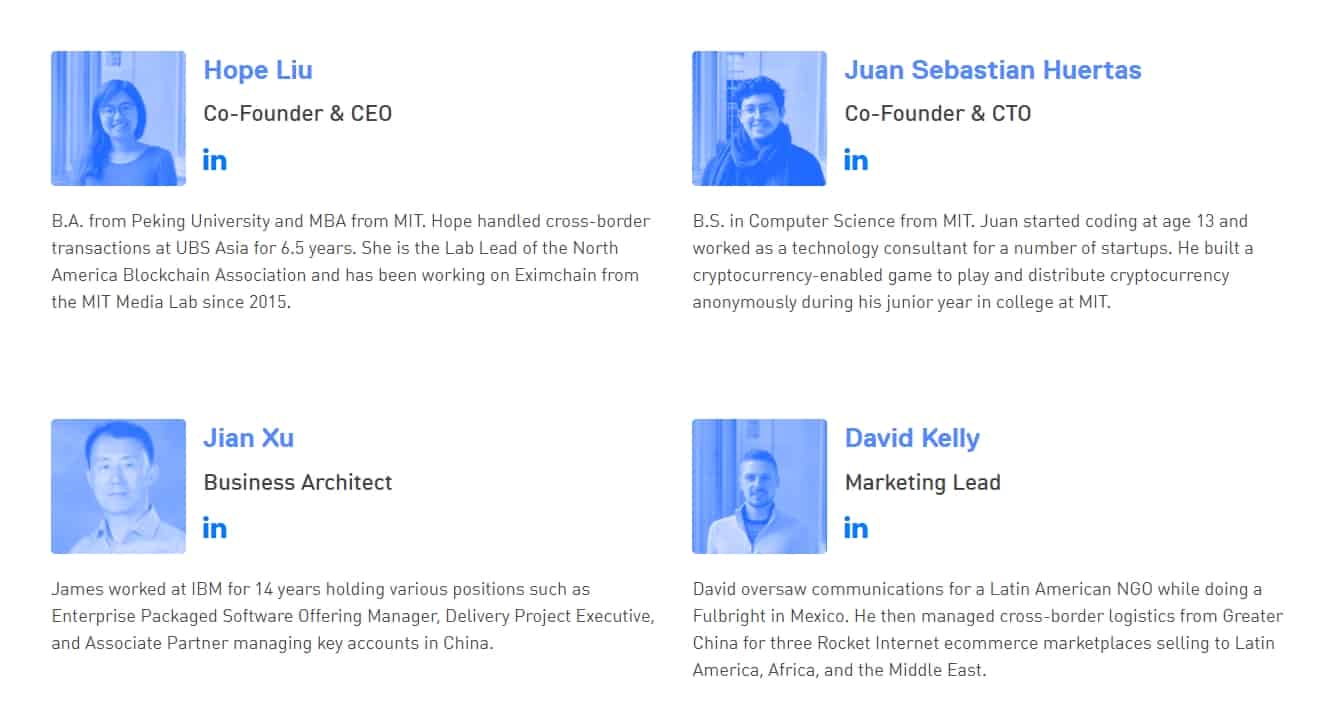 Hope Liu
Co-Founder & CEO
in
B.A. from Peking University and MBA from MIT. Hope handled cross-border
transactions at UBS Asia for 6.5 years. She is the Lab Lead of the North
America Blockchain Association and has been working on Eximchain from
the MIT Media Lab since 2015.
Juan Sebastian Huertas
Co-Founder & CTO
in
B.S. in Computer Science from MIT. Juan started coding at age 13 and
worked as a technology consultant for a number of startups. He built a
cryptocurrency-enabled game to play and distribute cryptocurrency
anonymously during his junior year in college at MIT.
Jian Xu
Business Architect
in
James worked at IBM for 14 years holding various positions such as
Enterprise Packaged Software Offering Manager, Delivery Project Executive,
and Associate Partner managing key accounts in China.
David Kelly
Marketing Lead
in
David oversaw communications for a Latin American NGO while doing a
Fulbright in Mexico. He then managed cross-border logistics from Greater
China for three Rocket Internet ecommerce marketplaces selling to Latin
America, Africa, and the Middle East.